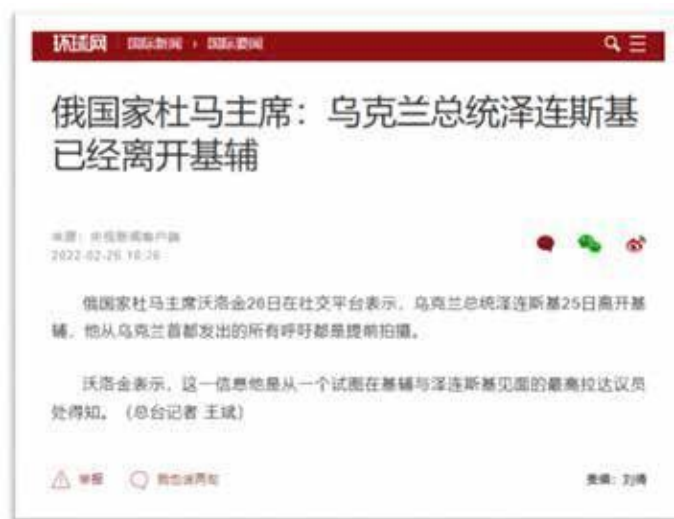 环球网 国际新闻 › 国际要闻
俄国家杜马主席：乌克兰总统泽连斯基
已经离开基辅
来源：央视新闻客户端
2022-02-26
俄国家杜马主席沃洛金26日在社交平台表示，乌克兰总统泽连斯基25日离开基
辅，他从乌克兰首都发出的所有呼吁都是提前拍摄。
沃洛金表示，这一信息他是从一个试图在基辅与泽连斯基见面的最高拉达议员
处得知。（总台记者 王斌）
举报 我也说两句 责编：刘博